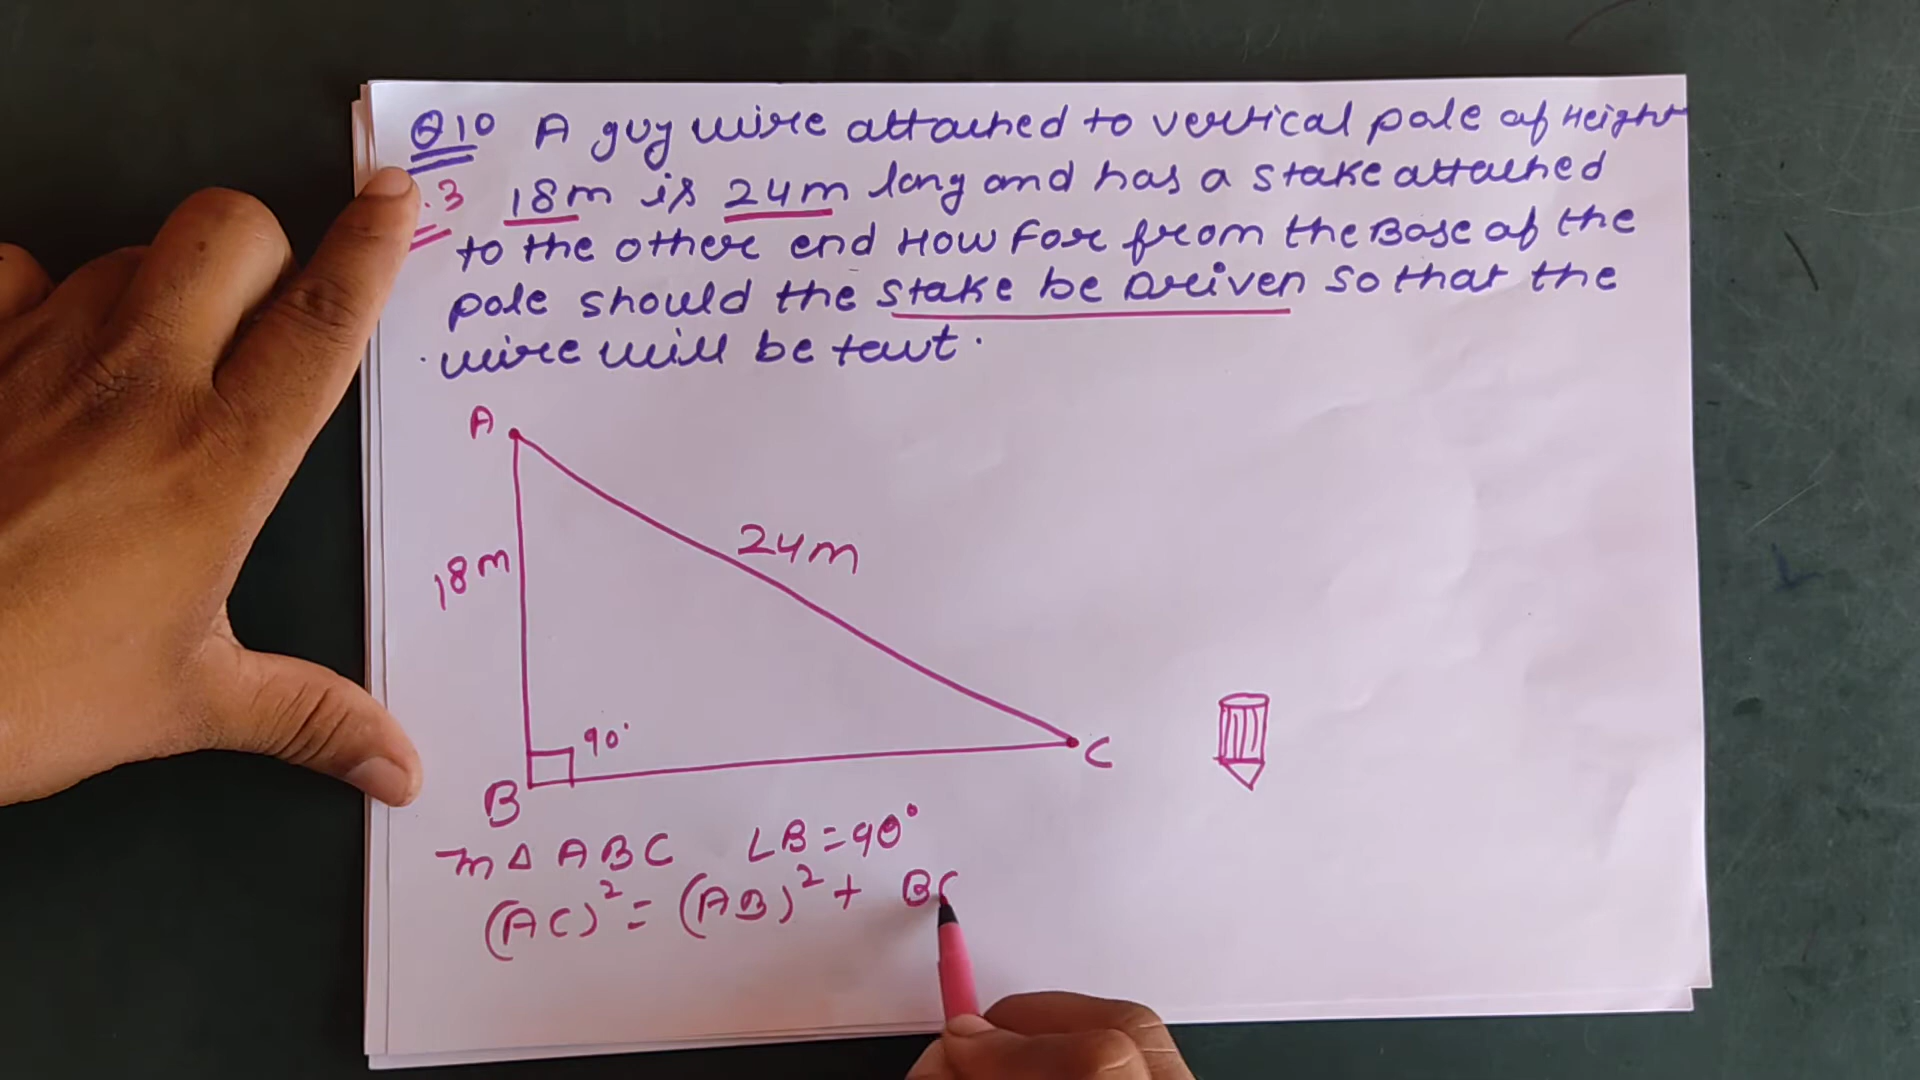 Q10 A guy wire attached to vertical pole of Height
.3 18m is 24m long and has a stake attached
to the other end How For from the Base of the
pole should the stake be Driven so that the
wire will be taut.
A
18m
24m
90°
B
C
In Δ ABC ∠B=90°
(AC)² = (AB)² + BC